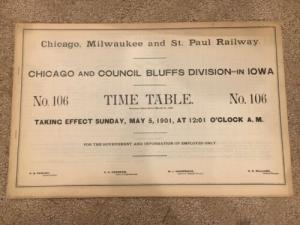 Chicago, Milwaukee and St. Paul Railway.
CHICAGO AND COUNCIL BLUFFS DIVISION—IN IOWA
No. 106 TIME TABLE. No. 106
TAKING EFFECT SUNDAY, MAY 5, 1901, AT 12:01 O'CLOCK A. M.
FOR THE GOVERNMENT AND INFORMATION OF EMPLOYES ONLY.